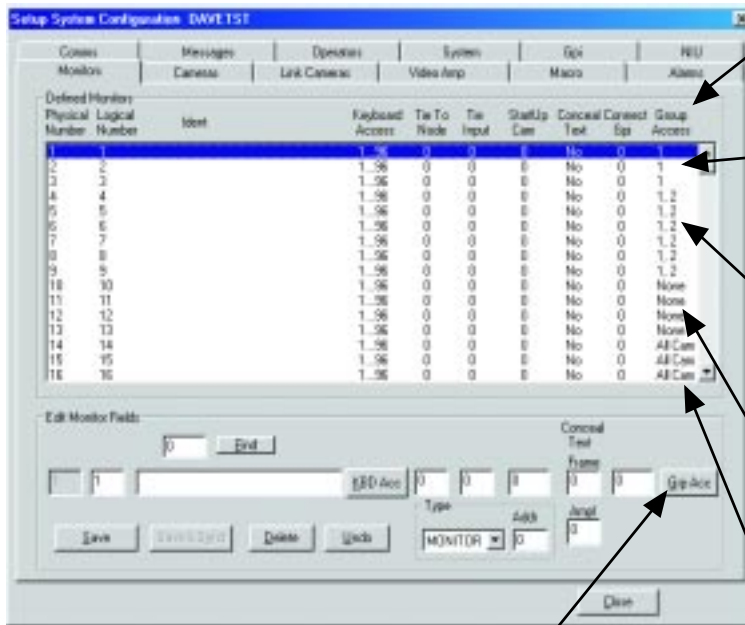 Setup System Configuration DAVETST
Comms Messages Operators System Gpi NIU
Monitors Cameras Link Cameras Video Amp Macro Alarms
Defined Monitors
Physical Number Logical Number Ident Keyboard Access Tie To Node Tie Input StartUp Cam Conceal Text Connect Gpi Group Access
1 1 1...96 0 0 0 No 0 1
2 2 1...96 0 0 0 No 0 1
3 3 1...96 0 0 0 No 0 1
4 4 1...96 0 0 0 No 0 1..2
5 5 1...96 0 0 0 No 0 1..2
6 6 1...96 0 0 0 No 0 1..2
7 7 1...96 0 0 0 No 0 1..2
8 8 1...96 0 0 0 No 0 1..2
9 9 1...96 0 0 0 No 0 1..2
10 10 1...96 0 0 0 No 0 None
11 11 1...96 0 0 0 No 0 None
12 12 1...96 0 0 0 No 0 None
13 13 1...96 0 0 0 No 0 None
14 14 1...96 0 0 0 No 0 All Cam
15 15 1...96 0 0 0 No 0 All Cam
16 16 1...96 0 0 0 No 0 All Cam
Edit Monitor Fields
0 Find
Conceal Text
Frame
1 KBD Acc 0 0 0 0 0 Grp Acc
Type Addr Ampl
Save Delete Undo MONITOR 0 0
Close